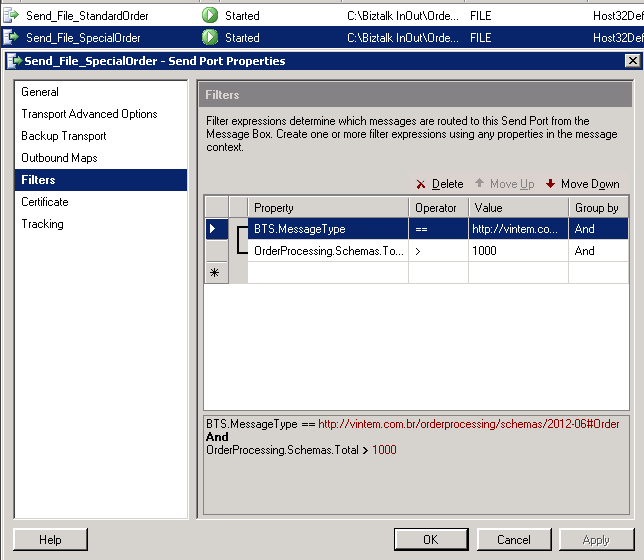 Send_File_StandardOrder Started C:\Biztalk InOut\Orde... FILE Host32Def
Send_File_SpecialOrder Started C:\Biztalk InOut\Orde... FILE Host32Def
Send_File_SpecialOrder - Send Port Properties
General
Transport Advanced Options
Backup Transport
Outbound Maps
Filters
Certificate
Tracking
Filters
Filter expressions determine which messages are routed to this Send Port from the
Message Box. Create one or more filter expressions using any properties in the message
context.
Delete Move Up Move Down
Property Operator Value Group by
BTS.MessageType == http://vintem.co... And
OrderProcessing.Schemas.To... > 1000 And
BTS.MessageType == http://vintem.com.br/orderprocessing/schemas/2012-06#Order
And
OrderProcessing.Schemas.Total > 1000
Help OK Cancel Apply